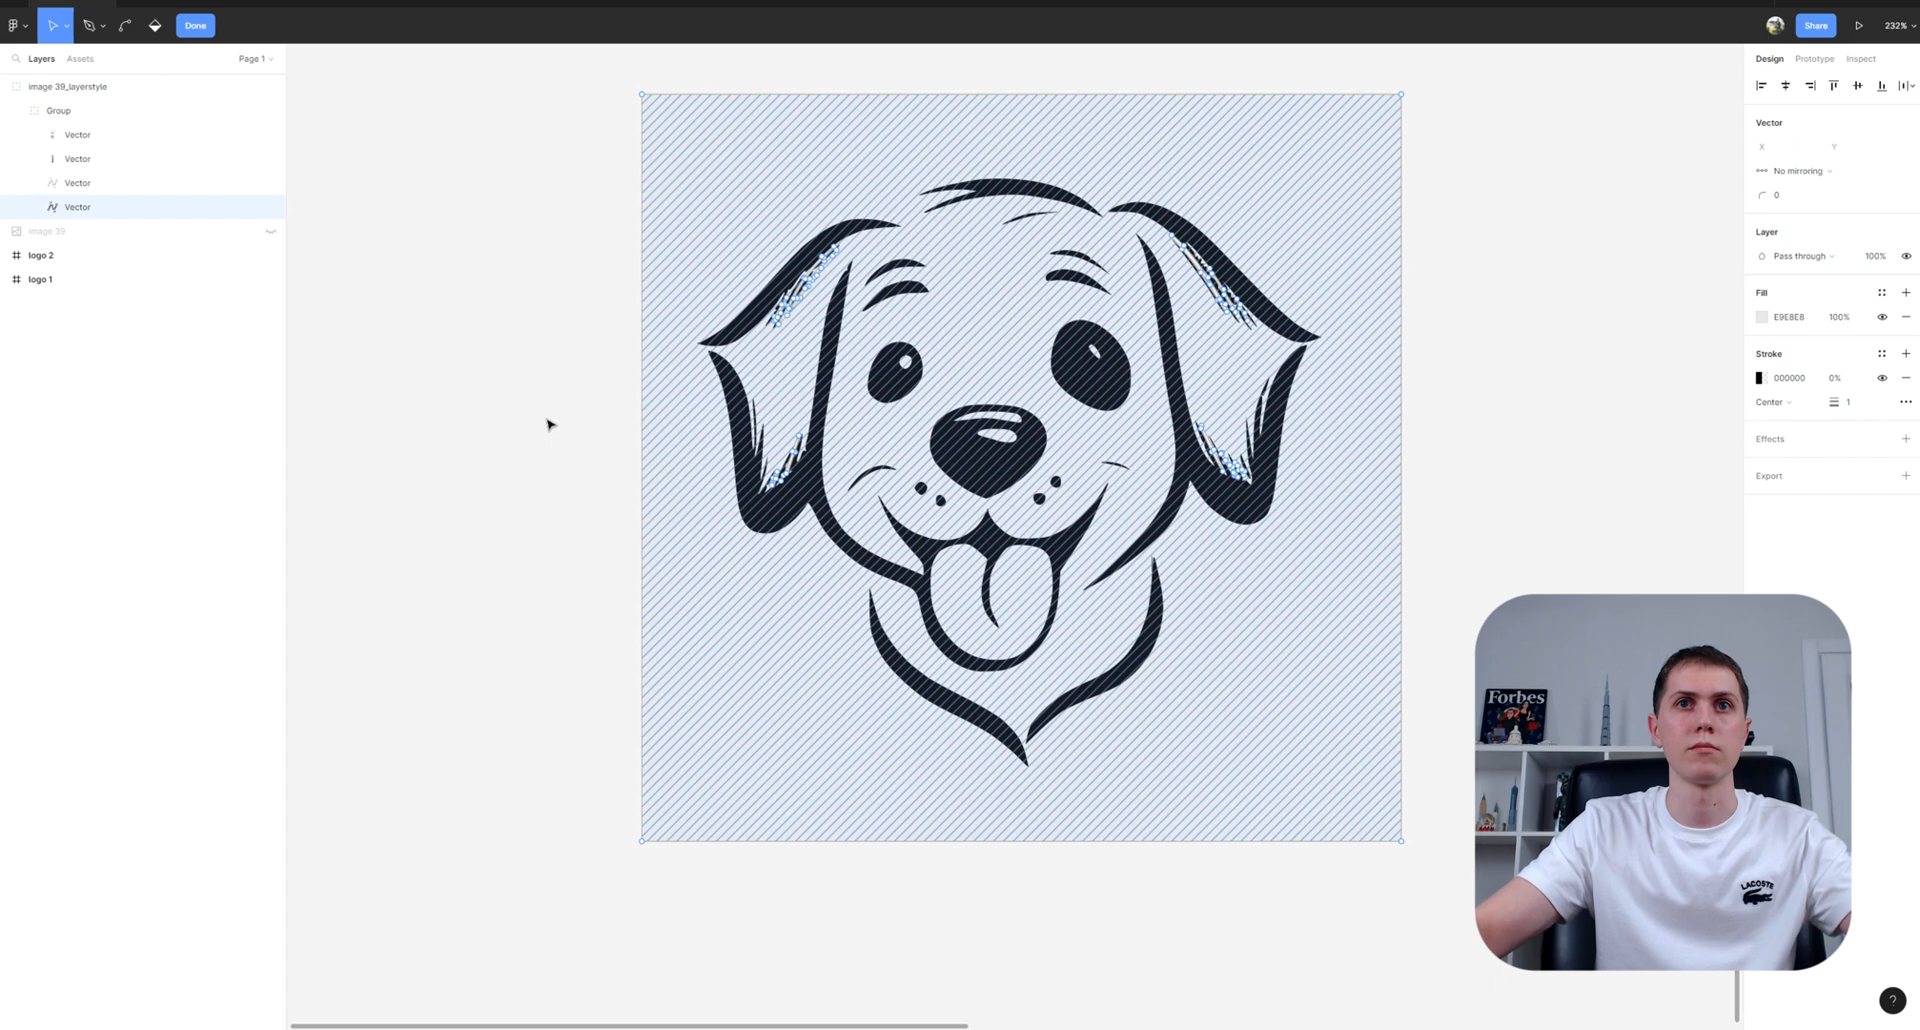 Done
Share
232%
Layers
Assets
Page 1
image 39_layerstyle
Group
Vector
Vector
Vector
Vector
image 39
logo 2
logo 1
Design
Prototype
Inspect
Vector
X
Y
No mirroring
0
Layer
Pass through
100%
Fill
E9E8E8
100%
Stroke
000000
0%
Center
1
Effects
Export
Forbes
LACOSTE
?